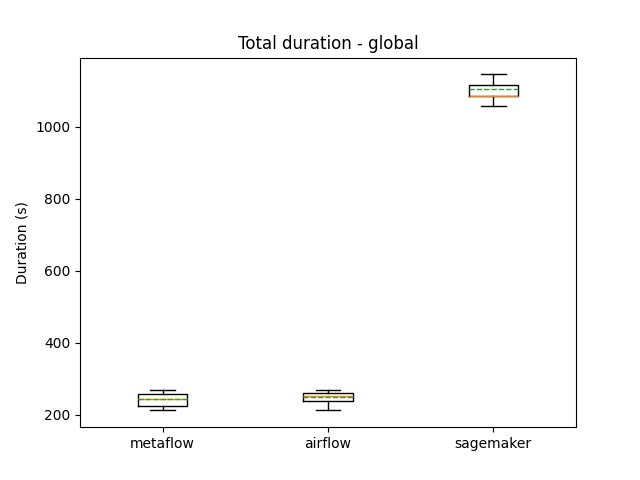 Total duration - global
Duration (s)
1000
800
600
400
200
metaflow
airflow
sagemaker